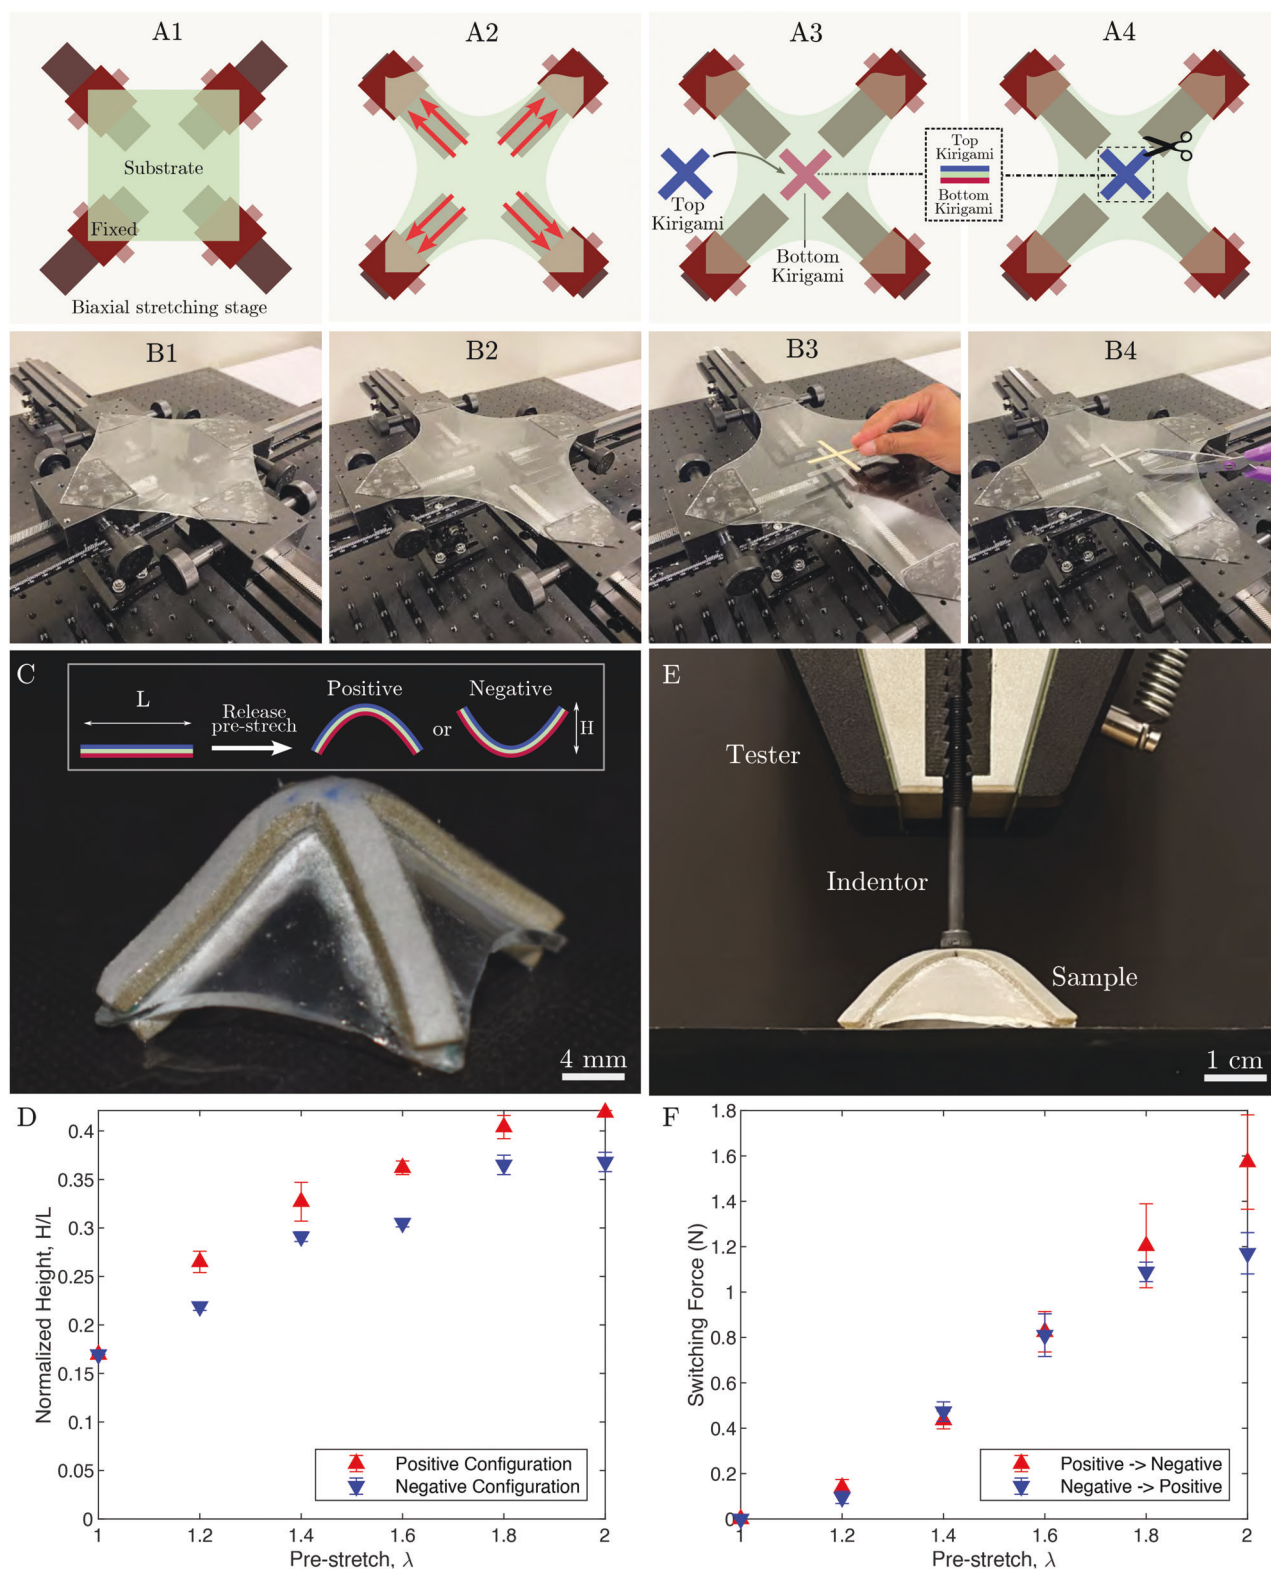 A1
Substrate
Fixed
Biaxial stretching stage
A2
A3
Top
Kirigami
Bottom
Kirigami
Top
Kirigami
Bottom
Kirigami
A4
B1
B2
B3
B4
C
L
Release
pre-strech
Positive
or
Negative
H
4 mm
E
Tester
Indentor
Sample
1 cm
D
Normalized Height, H/L
0.4
0.35
0.3
0.25
0.2
0.15
0.1
0.05
0
1 1.2 1.4 1.6 1.8 2
Pre-stretch, λ
Positive Configuration
Negative Configuration
F
Switching Force (N)
1.8
1.6
1.4
1.2
1
0.8
0.6
0.4
0.2
0
1 1.2 1.4 1.6 1.8 2
Pre-stretch, λ
Positive -> Negative
Negative -> Positive